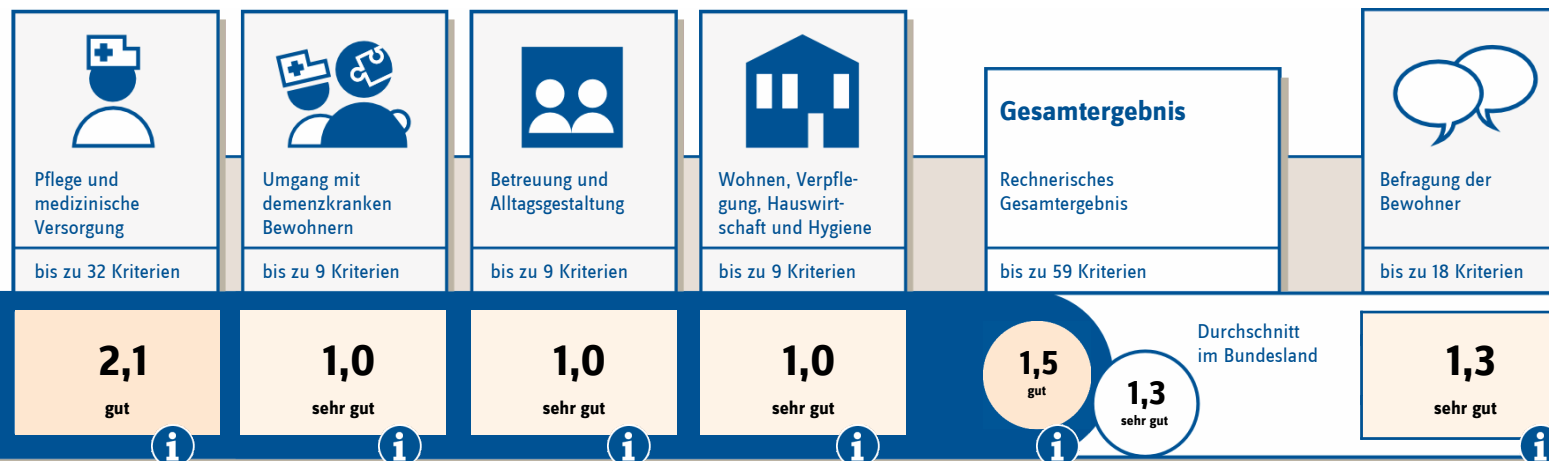 Pflege und
medizinische
Versorgung
bis zu 32 Kriterien
2,1
gut
i
Umgang mit
demenzkranken
Bewohnern
bis zu 9 Kriterien
1,0
sehr gut
i
Betreuung und
Alltagsgestaltung
bis zu 9 Kriterien
1,0
sehr gut
i
Wohnen, Verpfle-
gung, Hauswirt-
schaft und Hygiene
bis zu 9 Kriterien
1,0
sehr gut
i
Gesamtergebnis
Rechnerisches
Gesamtergebnis
bis zu 59 Kriterien
1,5
gut
i
1,3
sehr gut
Durchschnitt
im Bundesland
Befragung der
Bewohner
bis zu 18 Kriterien
1,3
sehr gut
i